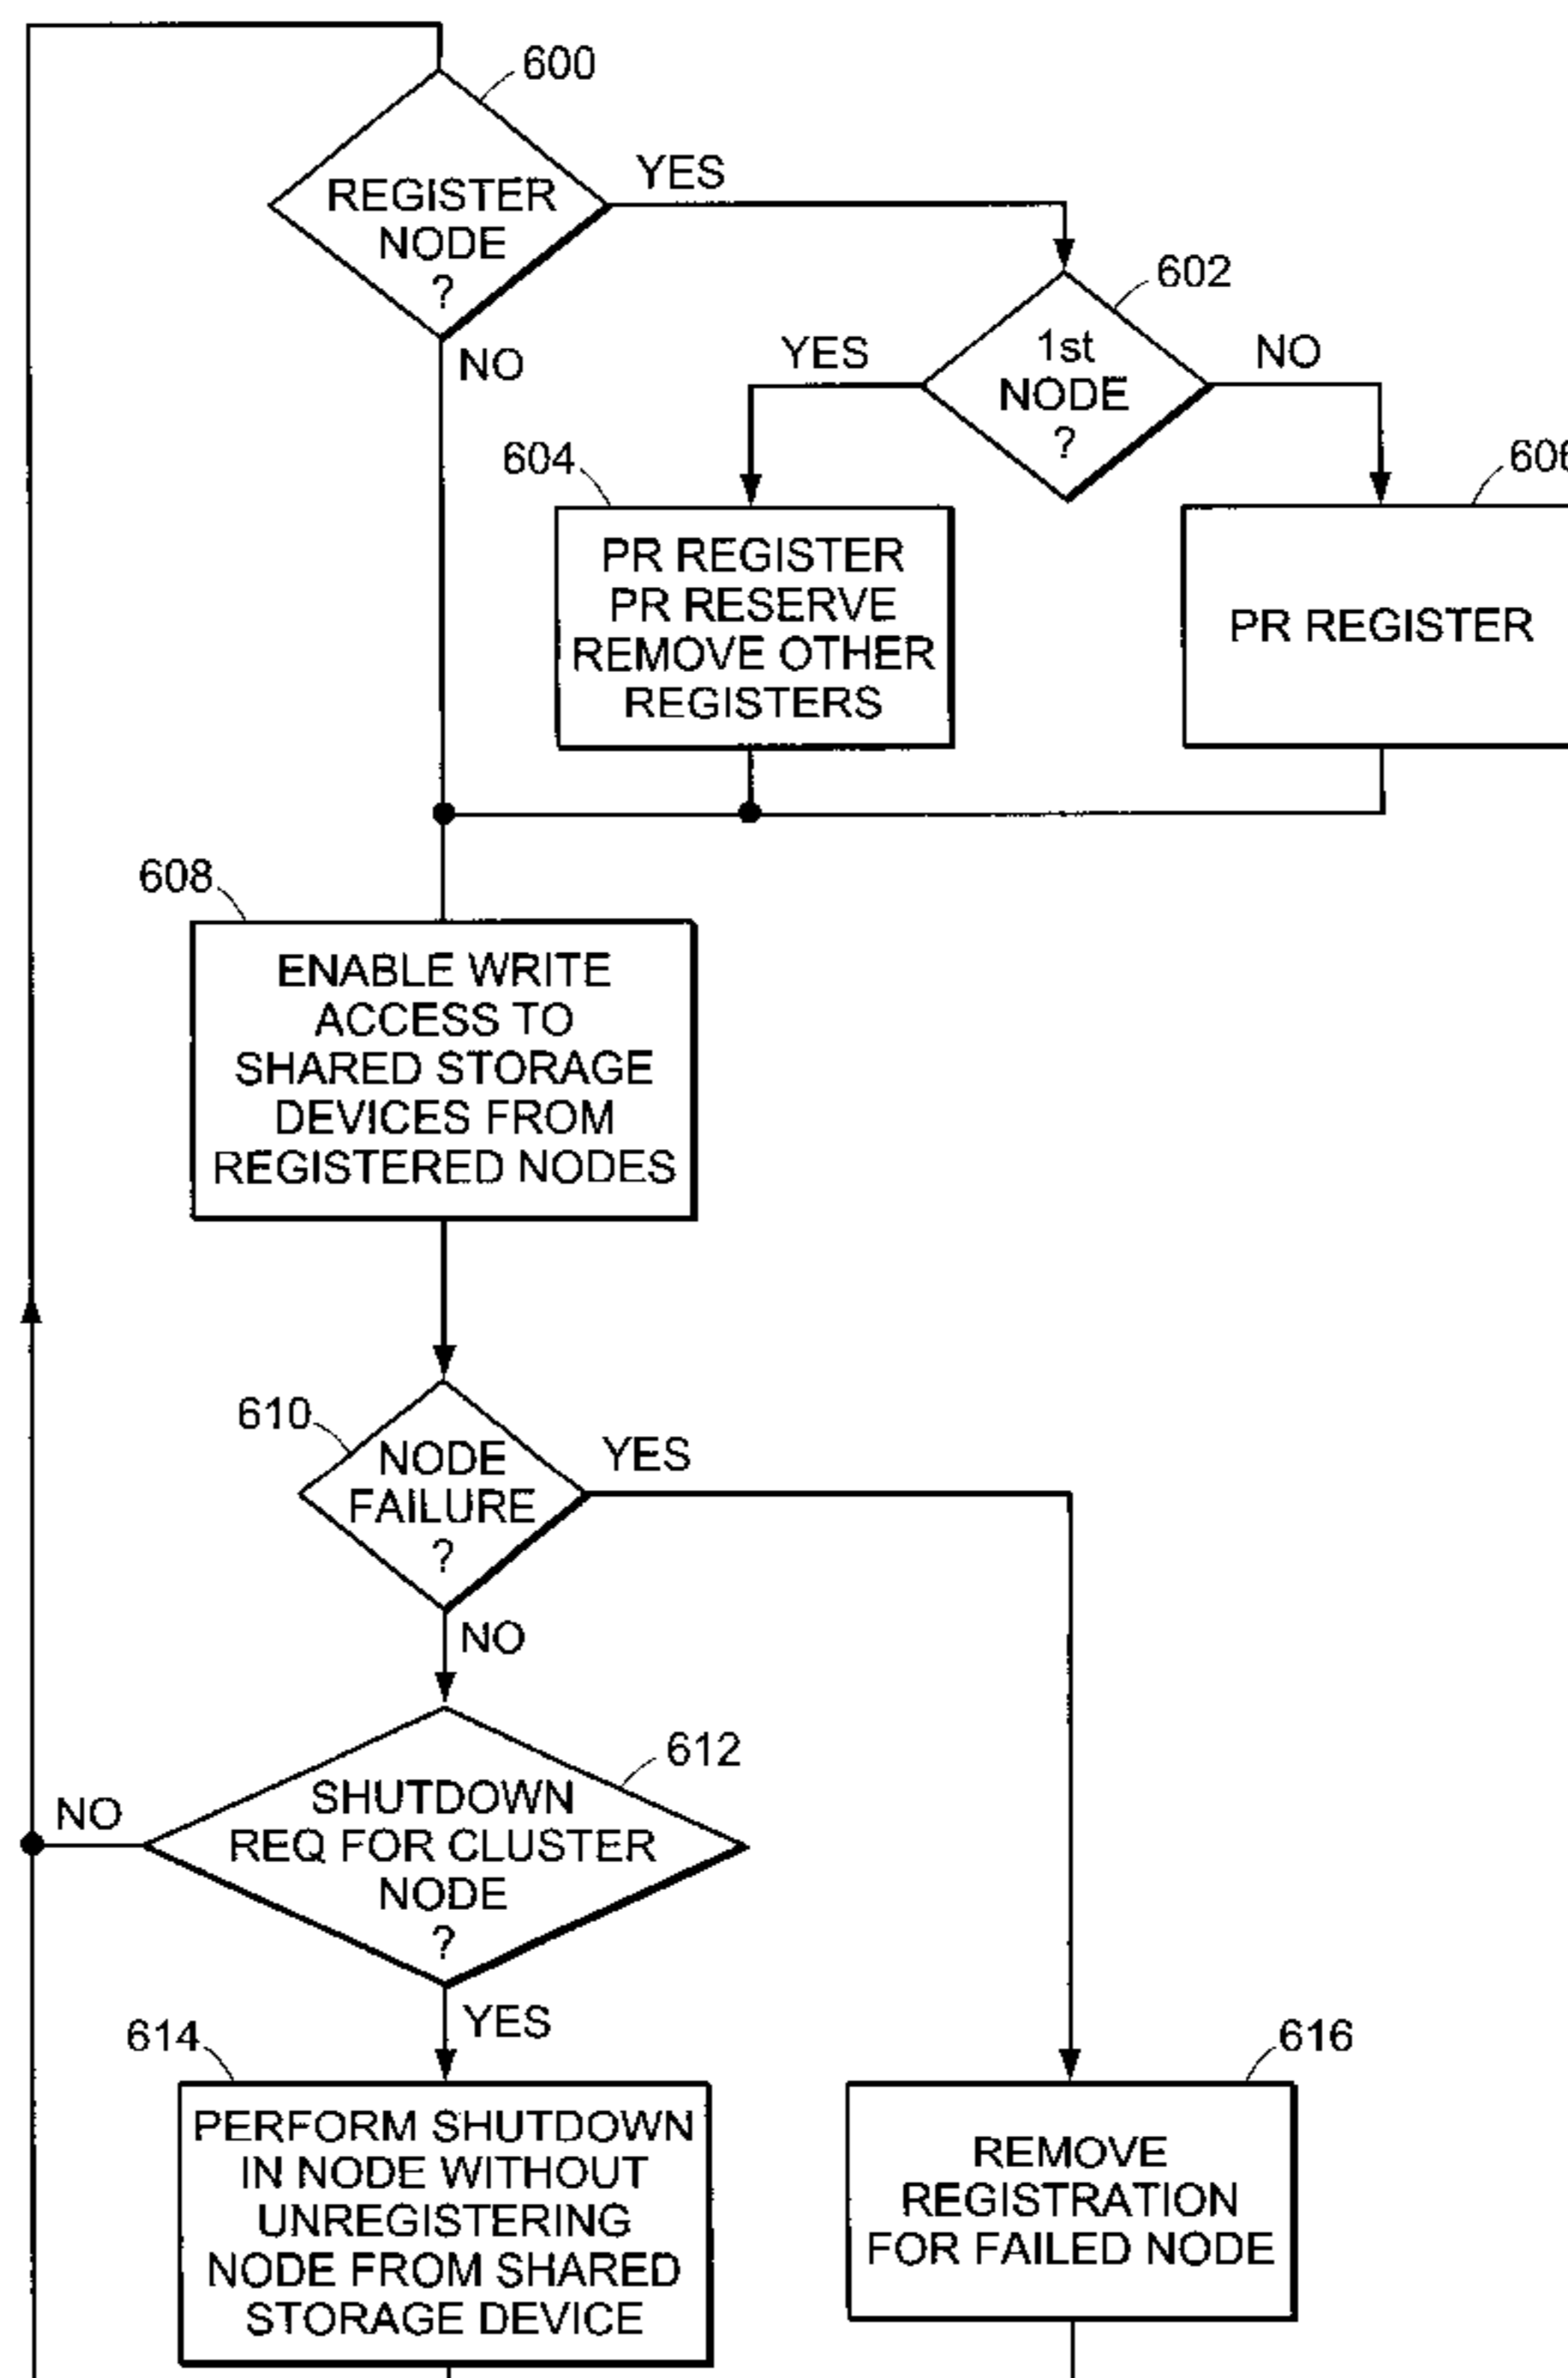 600
REGISTER
NODE
?
YES
NO
602
1st
NODE
?
YES
NO
604
PR REGISTER
PR RESERVE
REMOVE OTHER
REGISTERS
606
PR REGISTER
608
ENABLE WRITE
ACCESS TO
SHARED STORAGE
DEVICES FROM
REGISTERED NODES
610
NODE
FAILURE
?
YES
NO
612
SHUTDOWN
REQ FOR CLUSTER
NODE
?
NO
YES
614
PERFORM SHUTDOWN
IN NODE WITHOUT
UNREGISTERING
NODE FROM SHARED
STORAGE DEVICE
616
REMOVE
REGISTRATION
FOR FAILED NODE